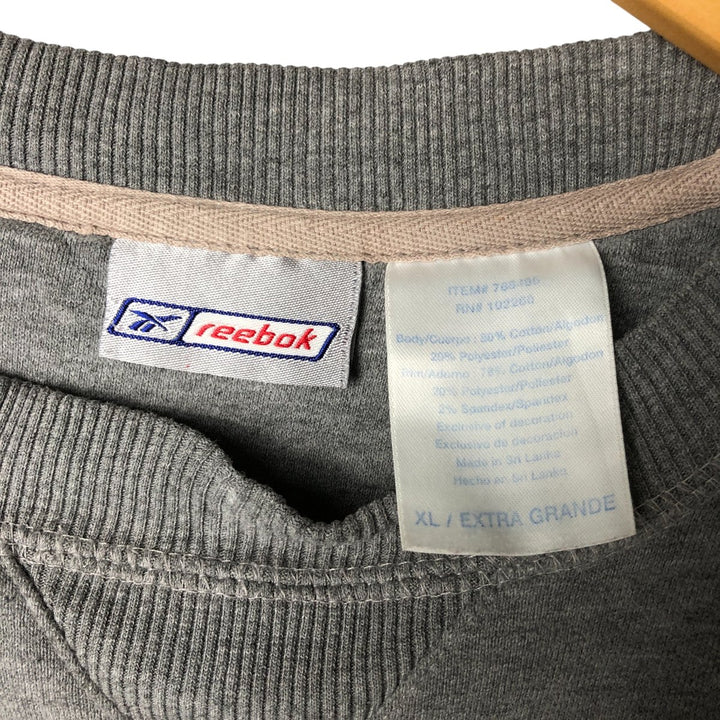 reebok
ITEM# 766496
RN# 102260
Body/Cuerpo : 80% Cotton/Algodon
20% Polyester/Poliester
Trim/Adorno : 78% Cotton/Algodon
20% Polyester/Poliester
2% Spandex/Spandex
Exclusive of decoration
Exclusivo de decoracion
Made in Sri Lanka
Hecho en Sri Lanka
XL / EXTRA GRANDE